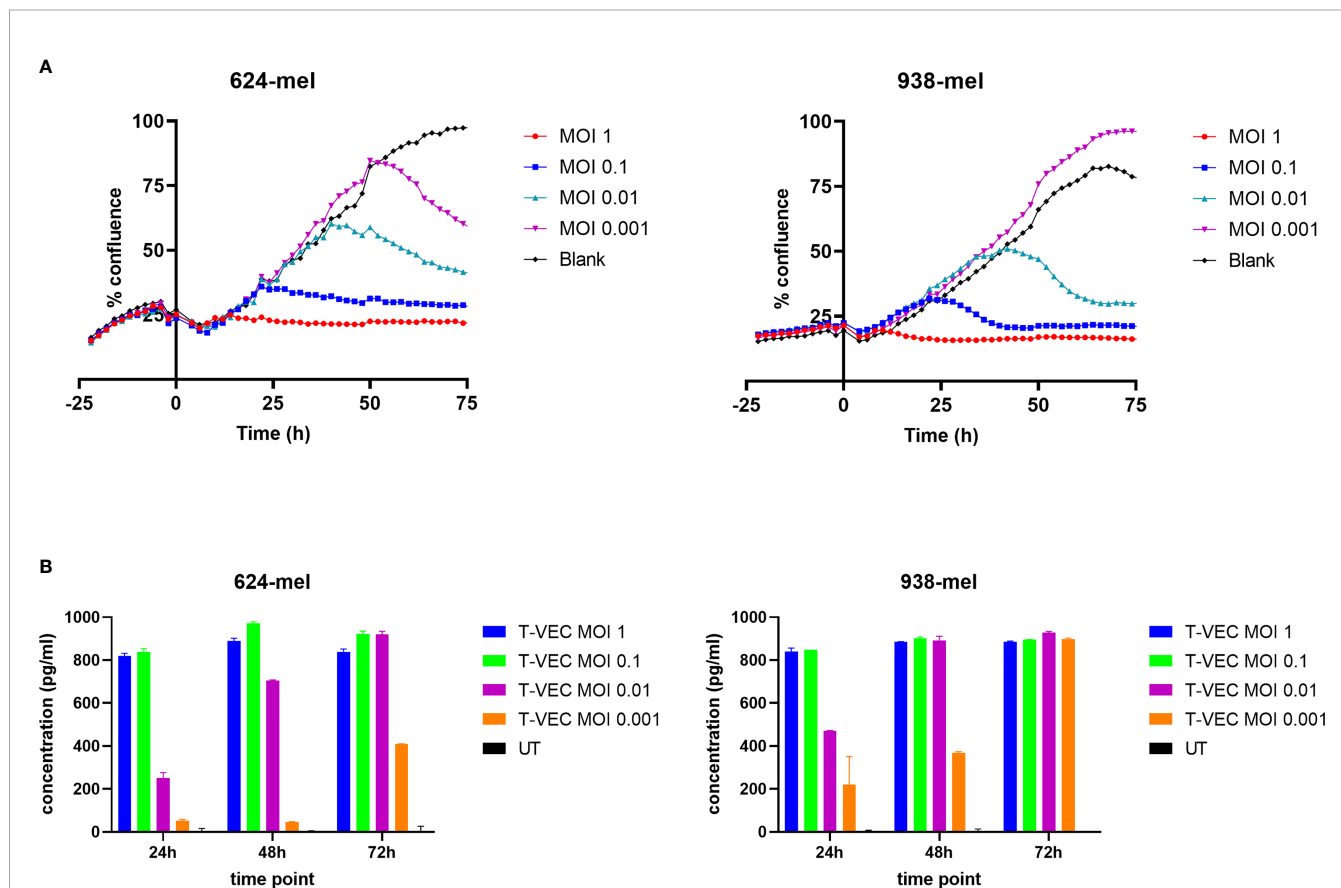 A
624-mel
% confluence
100
75
50
25
-25 0 25 50 75
Time (h)
MOI 1
MOI 0.1
MOI 0.01
MOI 0.001
Blank
938-mel
% confluence
100
75
50
25
-25 0 25 50 75
Time (h)
MOI 1
MOI 0.1
MOI 0.01
MOI 0.001
Blank
B
624-mel
concentration (pg/ml)
1000
800
600
400
200
0
24h 48h 72h
time point
T-VEC MOI 1
T-VEC MOI 0.1
T-VEC MOI 0.01
T-VEC MOI 0.001
UT
938-mel
concentration (pg/ml)
1000
800
600
400
200
0
24h 48h 72h
time point
T-VEC MOI 1
T-VEC MOI 0.1
T-VEC MOI 0.01
T-VEC MOI 0.001
UT